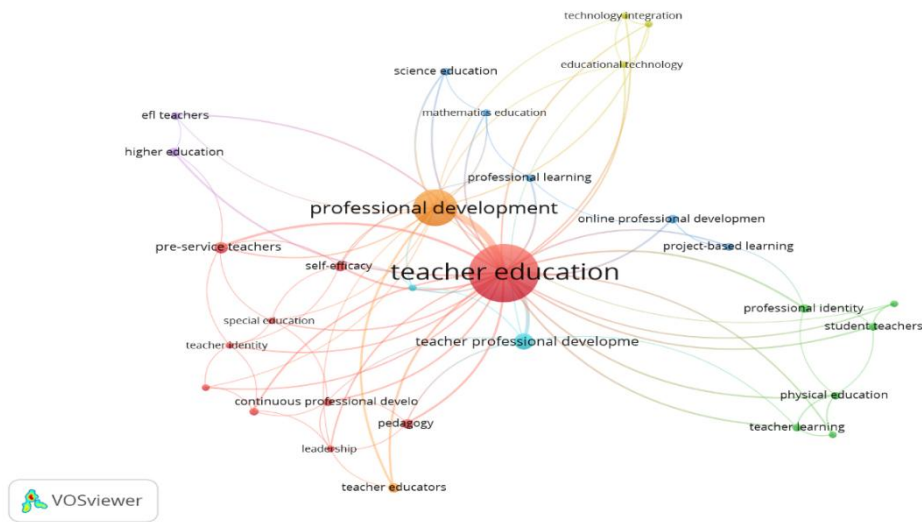 technology integration
educational technology
science education
mathematics education
efl teachers
higher education
professional learning
professional development
online professional developmen
project-based learning
pre-service teachers
self-efficacy
teacher education
professional identity
student teachers
special education
teacher identity
teacher professional developme
continuous professional develo
pedagogy
physical education
teacher learning
leadership
teacher educators
VOSviewer